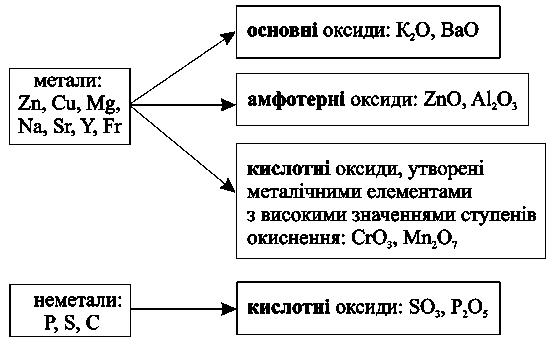 метали:
Zn, Cu, Mg,
Na, Sr, Y, Fr
основні оксиди: K₂O, BaO
амфотерні оксиди: ZnO, Al₂O₃
кислотні оксиди, утворені
металічними елементами
з високими значеннями ступенів
окиснення: CrO₃, Mn₂O₇
неметали:
P, S, C
кислотні оксиди: SO₃, P₂O₅